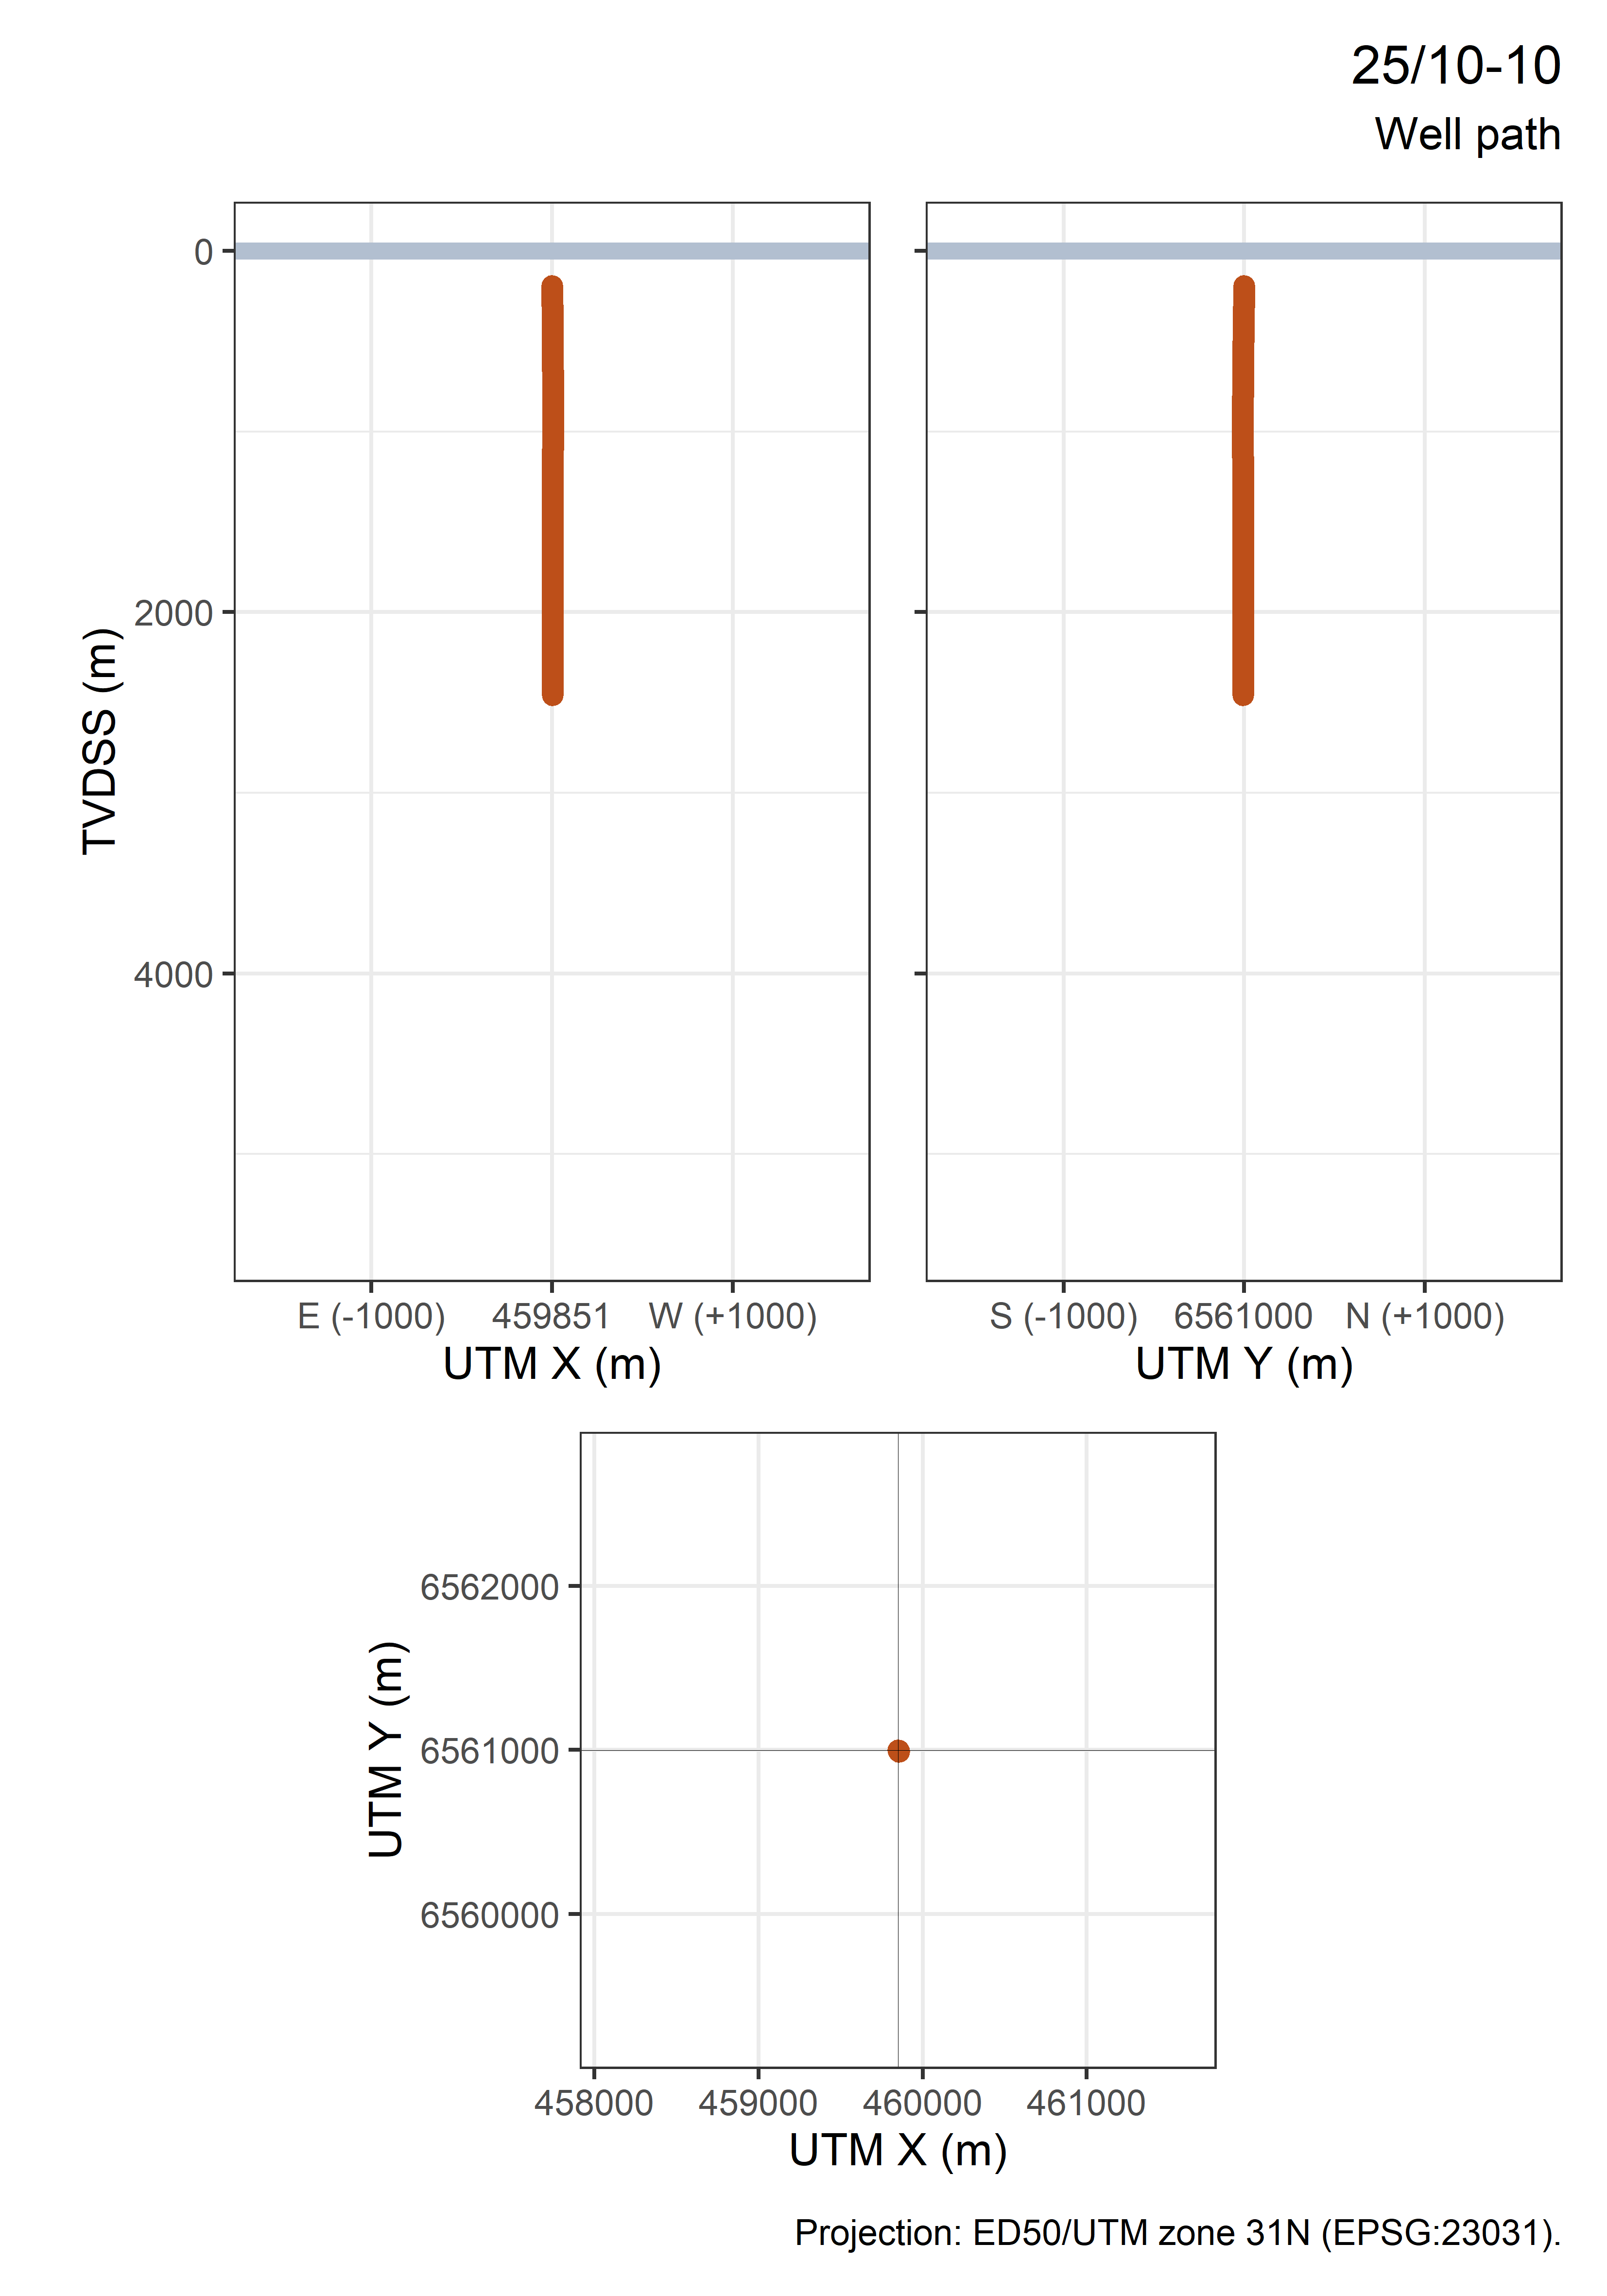 25/10-10
Well path
TVDSS (m)
0
2000
4000
E (-1000) 459851 W (+1000)
UTM X (m)
S (-1000) 6561000 N (+1000)
UTM Y (m)
UTM Y (m)
6562000
6561000
6560000
458000 459000 460000 461000
UTM X (m)
Projection: ED50/UTM zone 31N (EPSG:23031).